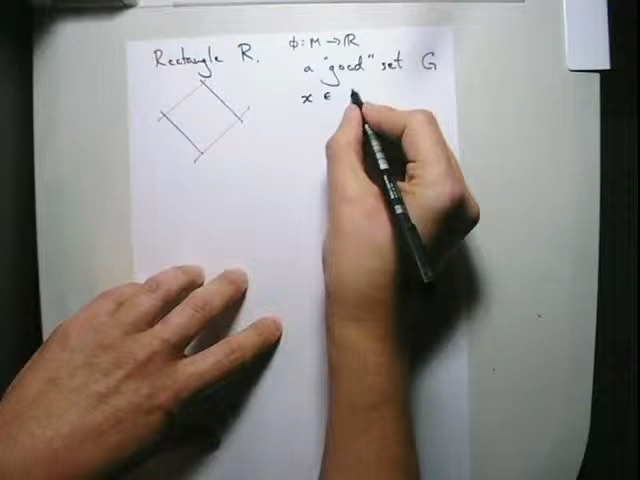 Rectangle R.
ϕ: M → ℝ
a "good" set G
x ∈